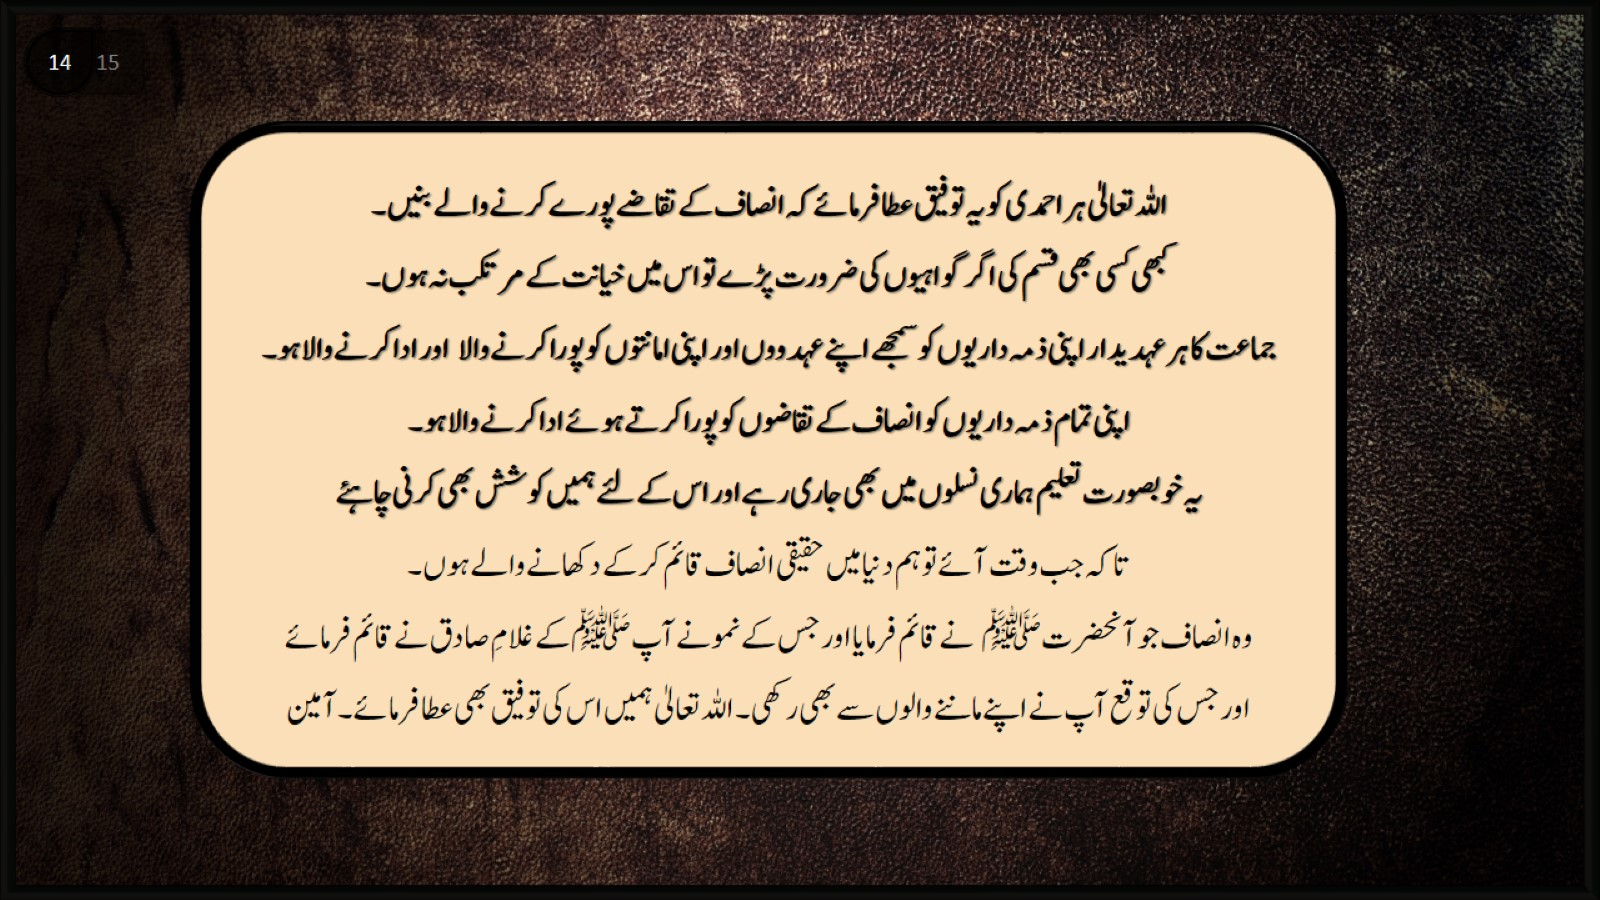 14 15
اللہ تعالیٰ ہر احمدی کو یہ توفیق عطا فرمائے کہ انصاف کے تقاضے پورے کرنے والے بنیں۔
کبھی کسی بھی قسم کی اگر گواہیوں کی ضرورت پڑے تو اس میں خیانت کے مرتکب نہ ہوں۔
جماعت کا ہر عہدیدار اپنی ذمہ داریوں کو سمجھے اپنے عہدووں اور اپنی امانتوں کو پورا کرنے والا اور ادا کرنے والا ہو۔
اپنی تمام ذمہ داریوں کو انصاف کے تقاضوں کو پورا کرتے ہوئے ادا کرنے والا ہو۔
یہ خوبصورت تعلیم ہماری نسلوں میں بھی جاری رہے اور اس کے لئے ہمیں کوشش بھی کرنی چاہئے
تا کہ جب وقت آئے تو ہم دنیا میں حقیقی انصاف قائم کر کے دکھانے والے ہوں۔
وہ انصاف جو آنحضرت ﷺ نے قائم فرمایا اور جس کے نمونے آپ ﷺ کے غلامِ صادق نے قائم فرمائے
اور جس کی توقع آپ نے اپنے ماننے والوں سے بھی رکھی۔ اللہ تعالیٰ ہمیں اس کی توفیق بھی عطا فرمائے۔ آمین